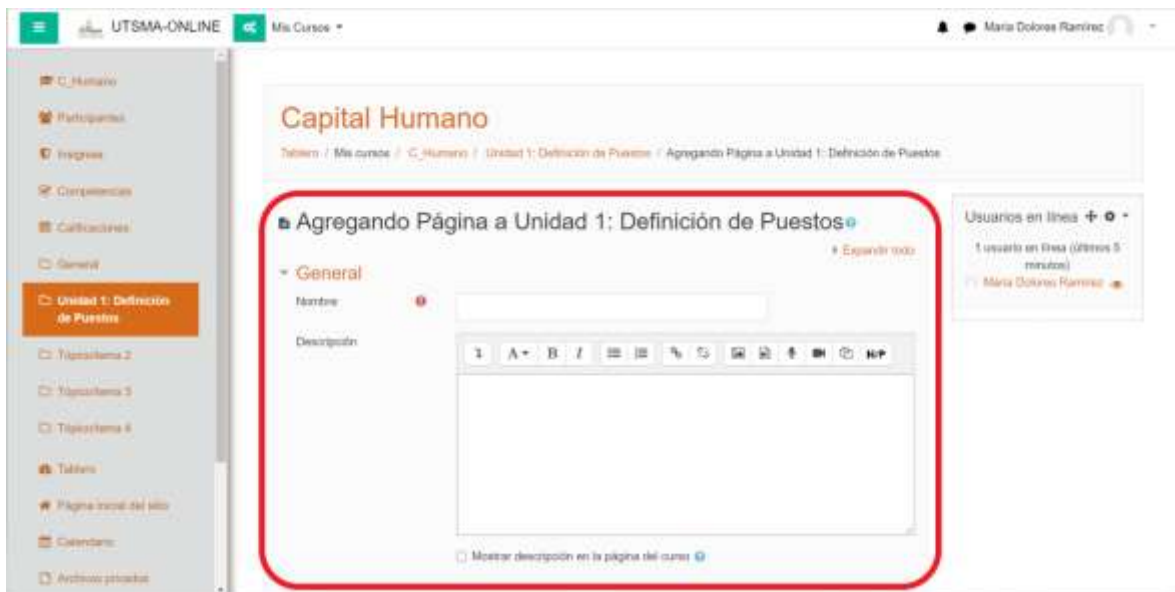 UTSMA-ONLINE
Mis Cursos
Maria Dolores Ramirez
C_Humano
Participantes
Insignias
Competencias
Calificaciones
General
Unidad 1: Definición
de Puestos
Tópico/tema 2
Tópico/tema 3
Tópico/tema 4
Tablero
Página inicial del sitio
Calendario
Archivos privados
Capital Humano
Tablero / Mis cursos / C_Humano / Unidad 1: Definición de Puestos / Agregando Página a Unidad 1: Definición de Puestos
Agregando Página a Unidad 1: Definición de Puestos
Expandir todo
General
Nombre
Descripción
A B I H-P
Mostrar descripción en la página del curso
Usuarios en línea
1 usuario en línea (últimos 5
minutos)
Maria Dolores Ramirez